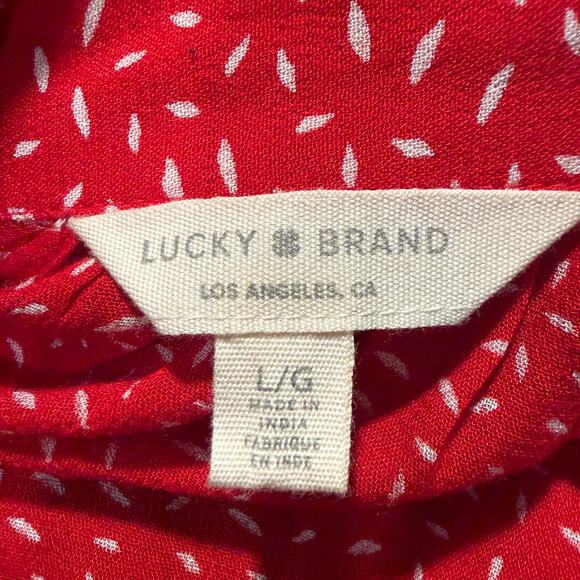 LUCKY BRAND
LOS ANGELES, CA
L/G
MADE IN
INDIA
FABRIQUE
EN INDE